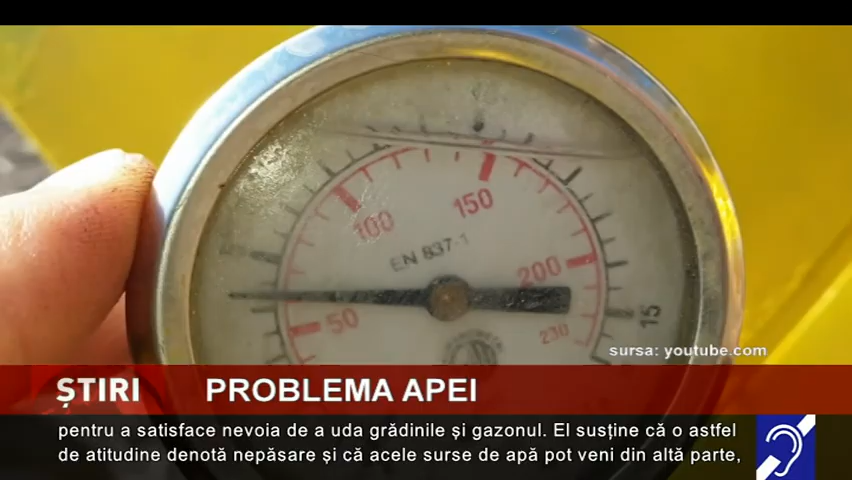 150
100
EN 837-1
200
50
15
230
sursa: youtube.com
ȘTIRI PROBLEMA APEI
pentru a satisface nevoia de a uda grădinile și gazonul. El susține că o astfel
de atitudine denotă nepăsare și că acele surse de apă pot veni din altă parte,